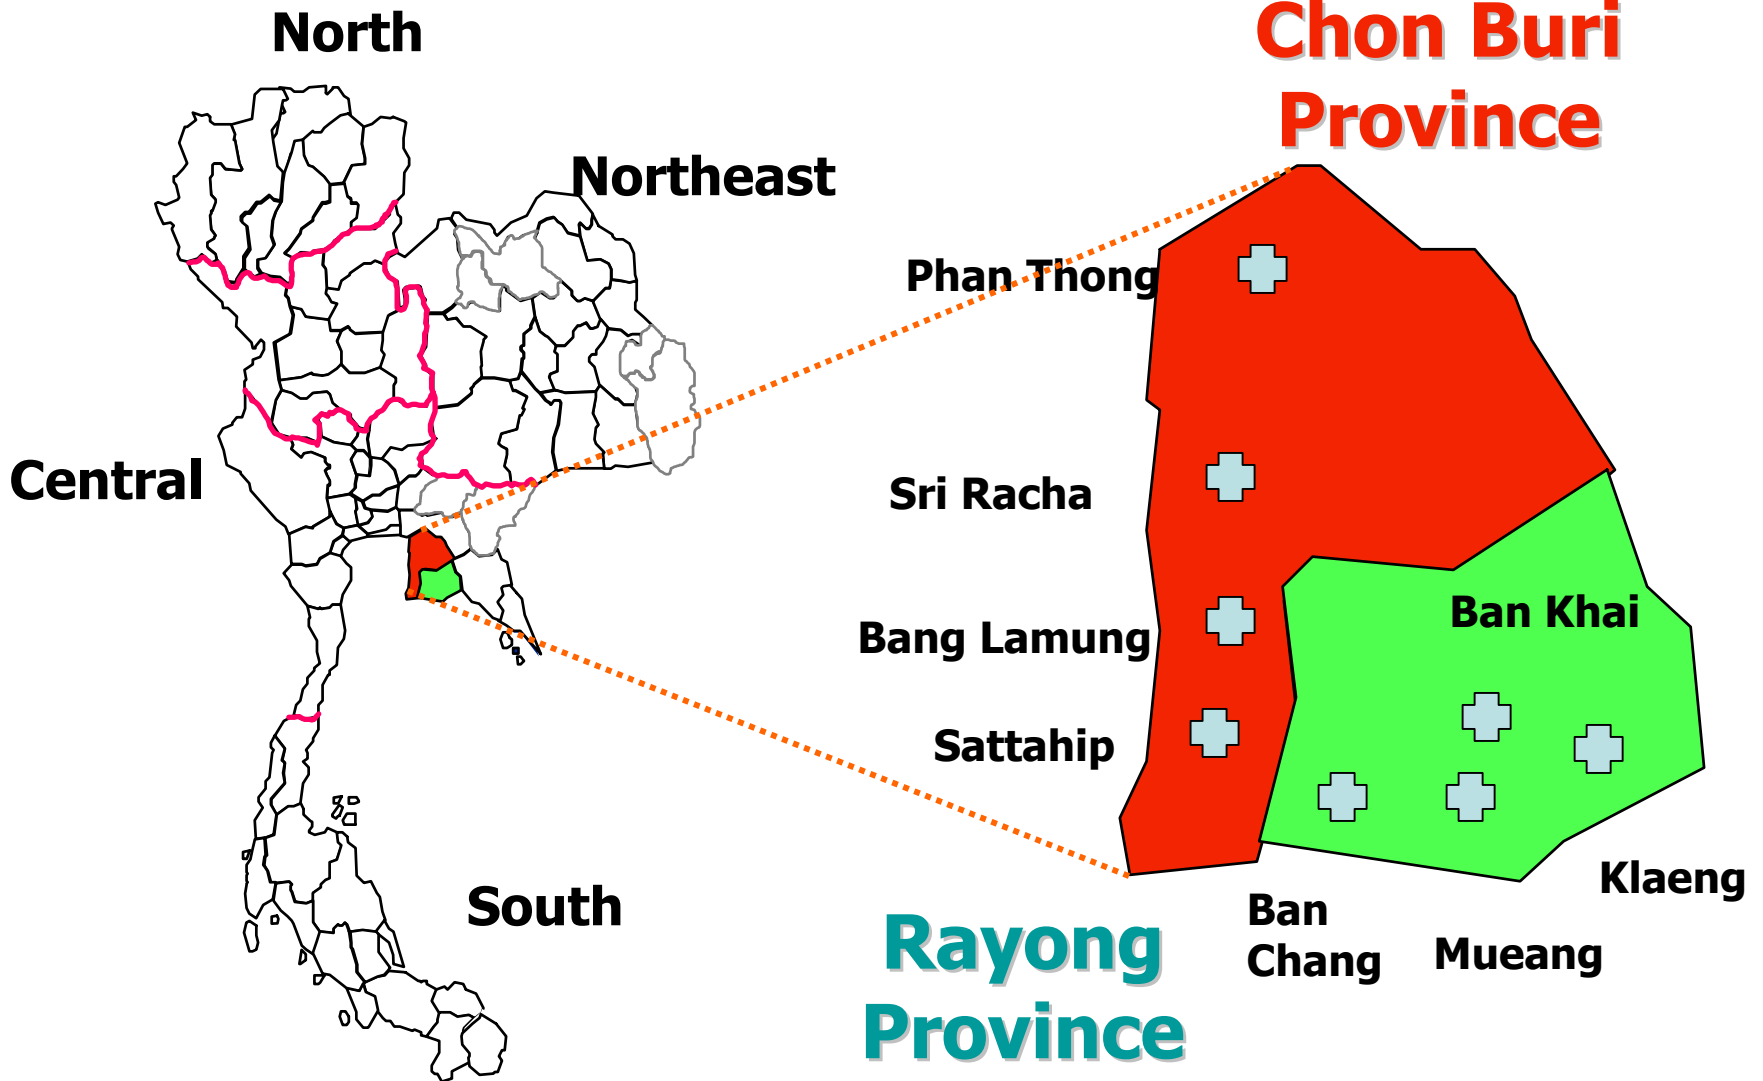 North
Northeast
Central
South
Chon Buri
Province
Phan Thong
Sri Racha
Bang Lamung
Sattahip
Ban Khai
Klaeng
Ban
Chang
Mueang
Rayong
Province